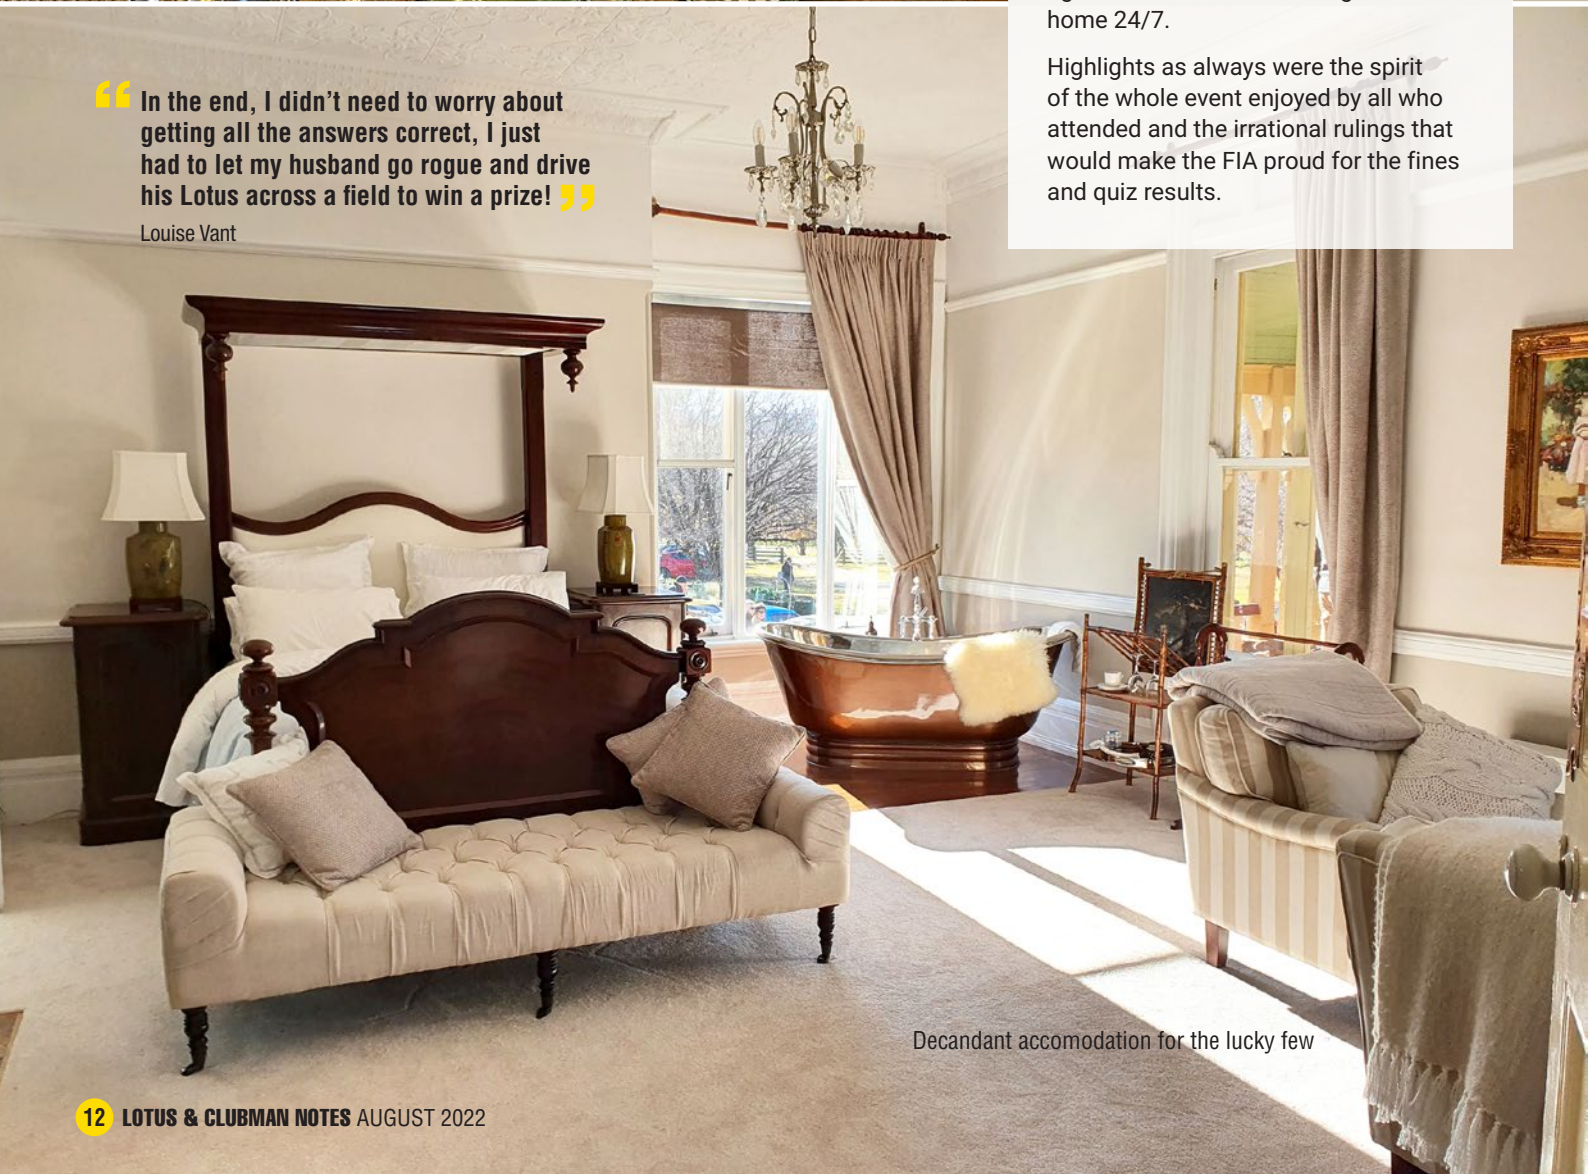 home 24/7.
Highlights as always were the spirit
of the whole event enjoyed by all who
attended and the irrational rulings that
would make the FIA proud for the fines
and quiz results.
“ In the end, I didn’t need to worry about
getting all the answers correct, I just
had to let my husband go rogue and drive
his Lotus across a field to win a prize! ”
Louise Vant
Decandant accomodation for the lucky few
12 LOTUS & CLUBMAN NOTES AUGUST 2022